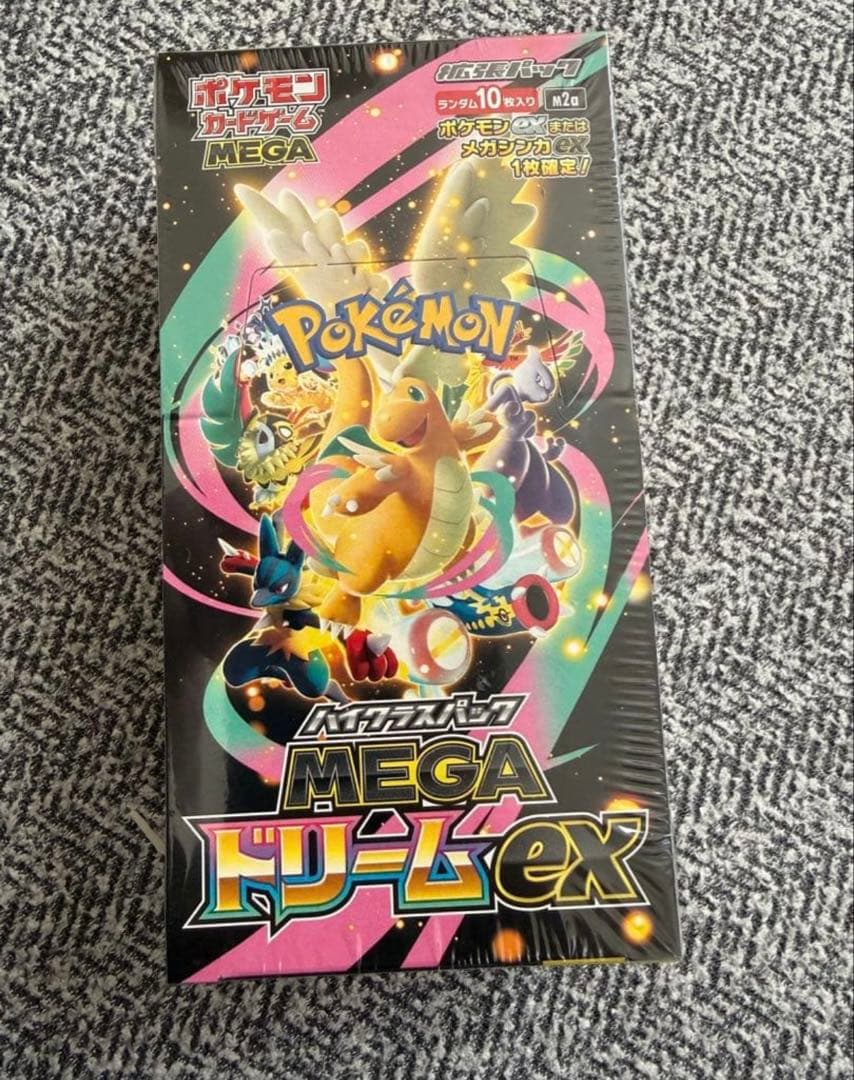 ポケモン
カードゲーム
MEGA
拡張パック
ランダム10枚入り M2a
ポケモンexまたは
メガシンカex
1枚確定！
POKéMON
TM
ハイクラスパック
MEGA
ドリームex